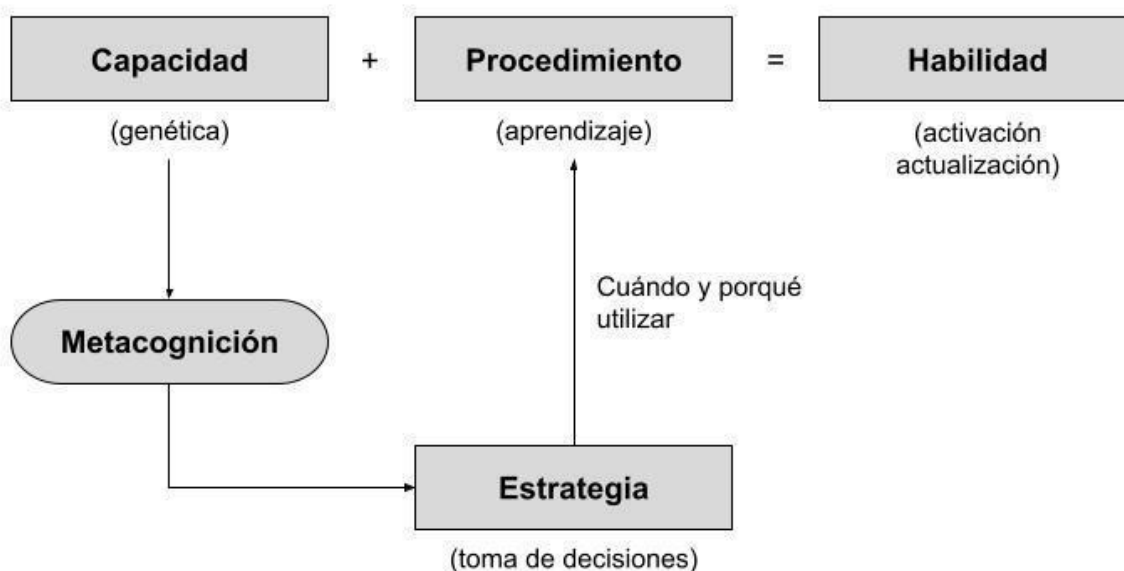 Capacidad + Procedimiento = Habilidad
(genética) (aprendizaje) (activación
actualización)
Cuándo y porqué
utilizar
Metacognición
Estrategia
(toma de decisiones)